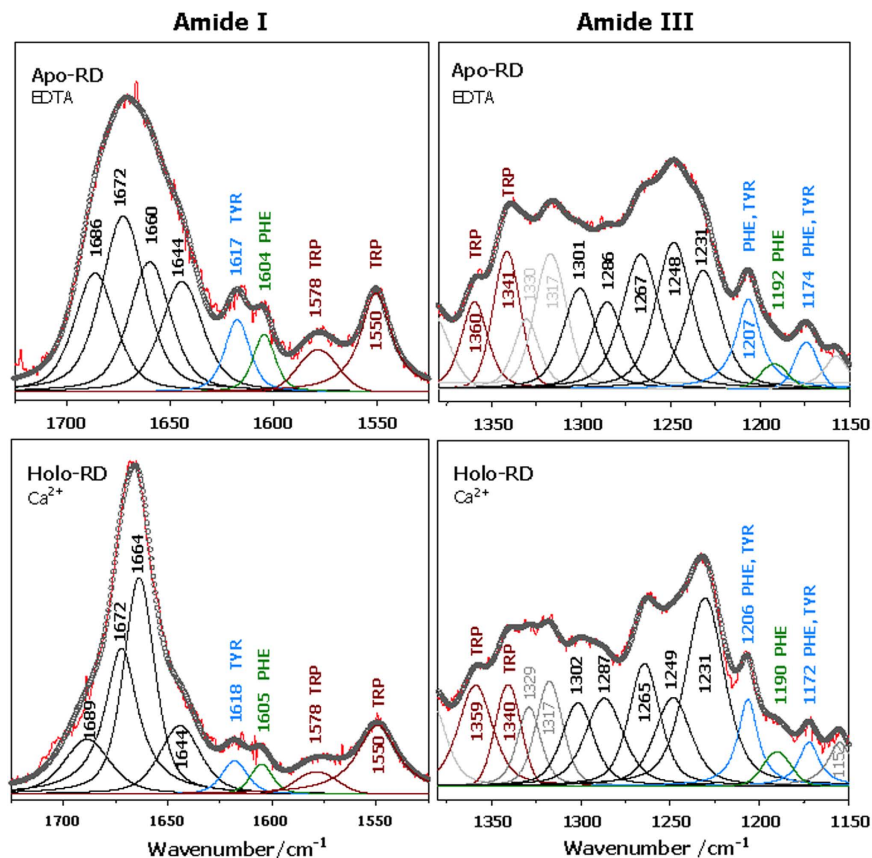 Amide I
Amide III
Apo-RD
EDTA
1686
1672
1660
1644
1617 TYR
1604 PHE
1578 TRP
TRP
1550
1700
1650
1600
1550
Apo-RD
EDTA
TRP
1360
TRP
1341
1330
1317
1301
1286
1267
1248
1231
PHE, TYR
1207
1192 PHE
1174 PHE, TYR
1350
1300
1250
1200
1150
Holo-RD
Ca²⁺
1689
1672
1664
1644
1618 TYR
1605 PHE
1578 TRP
TRP
1550
1700
1650
1600
1550
Wavenumber /cm⁻¹
Holo-RD
Ca²⁺
TRP
1359
TRP
1340
1329
1317
1302
1287
1265
1249
1231
1206 PHE, TYR
1190 PHE
1172 PHE, TYR
1152
1350
1300
1250
1200
1150
Wavenumber /cm⁻¹